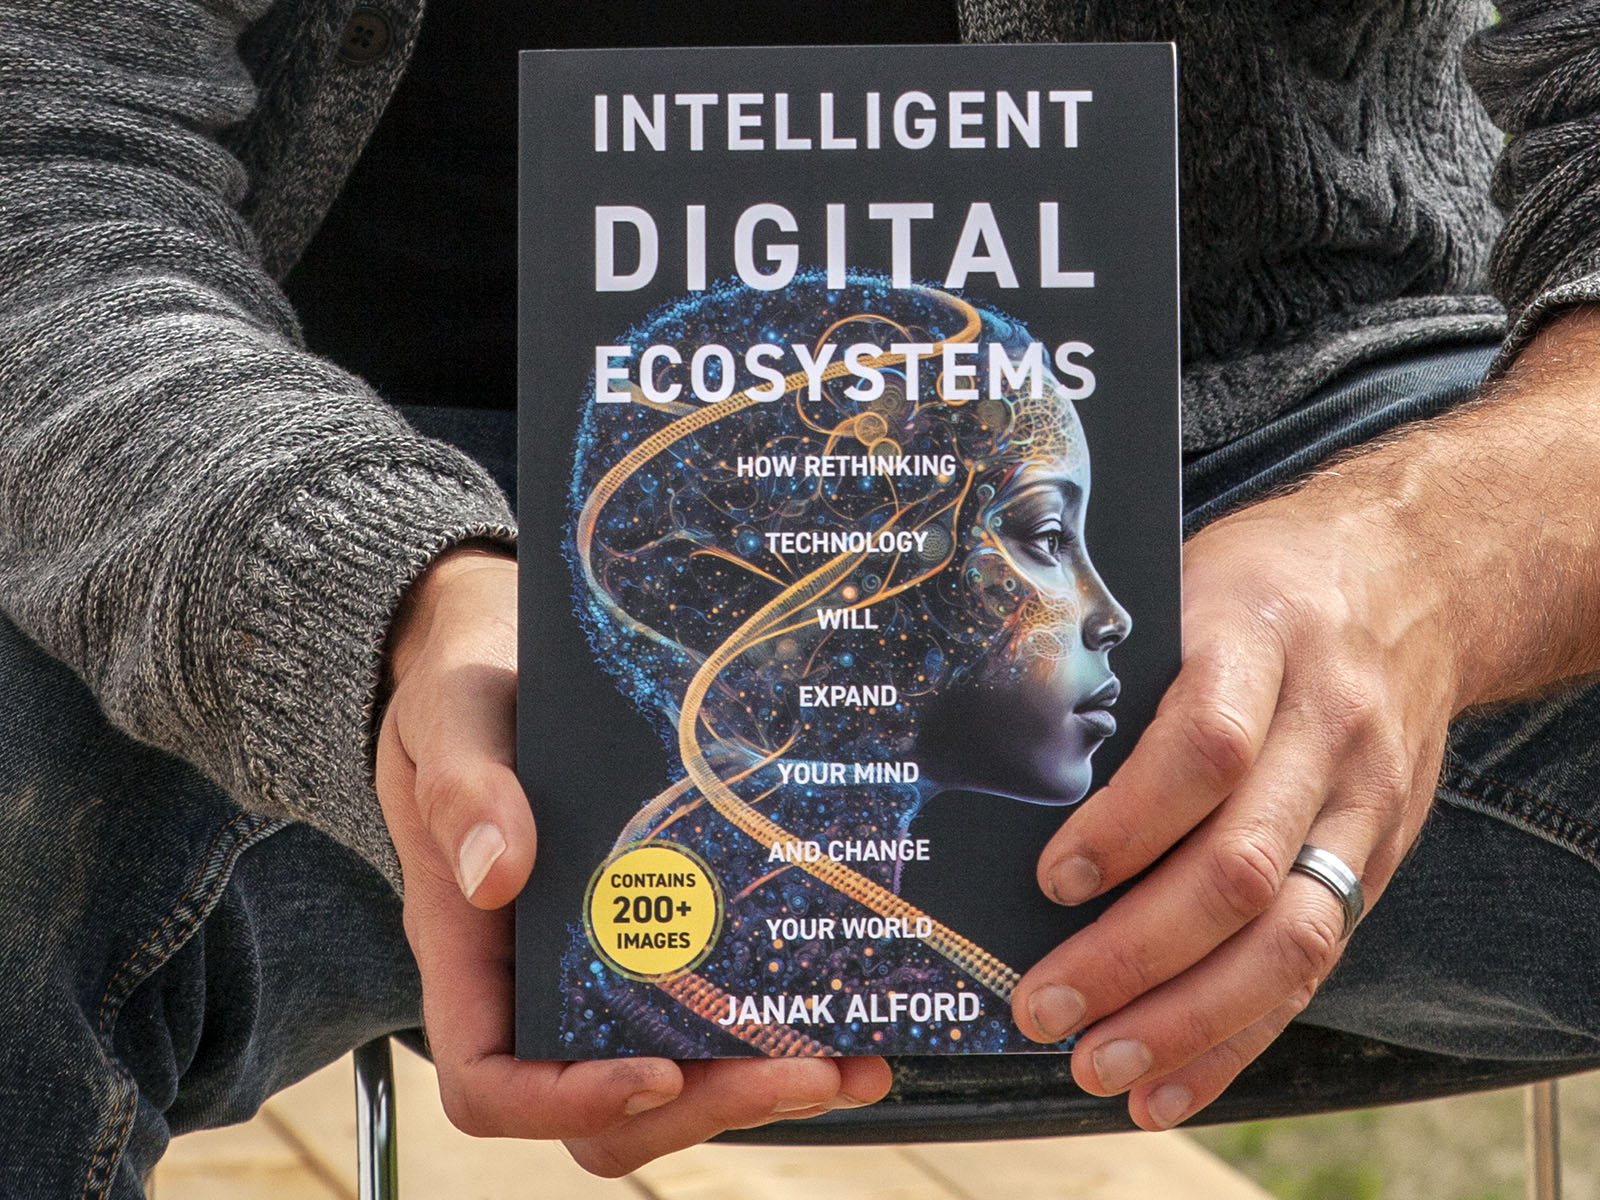 INTELLIGENT
DIGITAL
ECOSYSTEMS
HOW RETHINKING
TECHNOLOGY
WILL
EXPAND
YOUR MIND
AND CHANGE
YOUR WORLD
CONTAINS
200+
IMAGES
JANAK ALFORD